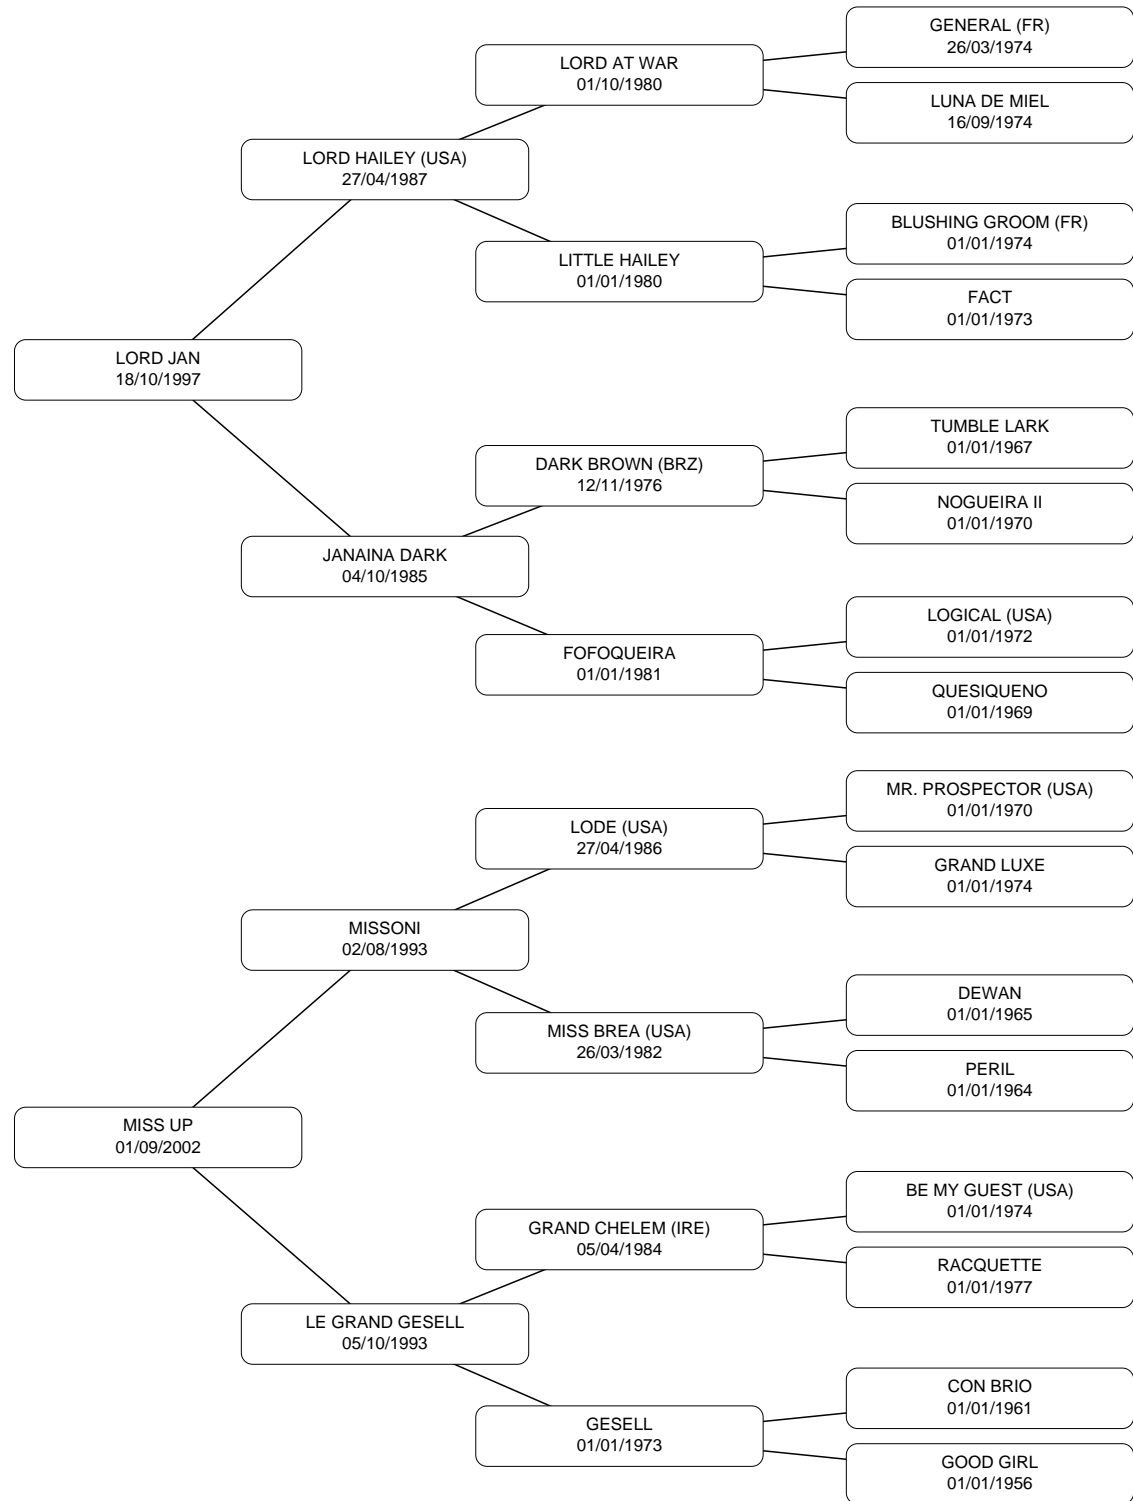 GENERAL (FR)
26/03/1974
LORD AT WAR
01/10/1980
LUNA DE MIEL
16/09/1974
LORD HAILEY (USA)
27/04/1987
BLUSHING GROOM (FR)
01/01/1974
LITTLE HAILEY
01/01/1980
FACT
01/01/1973
LORD JAN
18/10/1997
TUMBLE LARK
01/01/1967
DARK BROWN (BRZ)
12/11/1976
NOGUEIRA II
01/01/1970
JANAINA DARK
04/10/1985
LOGICAL (USA)
01/01/1972
FOFOQUEIRA
01/01/1981
QUESIQUENO
01/01/1969
MR. PROSPECTOR (USA)
01/01/1970
LODE (USA)
27/04/1986
GRAND LUXE
01/01/1974
MISSONI
02/08/1993
DEWAN
01/01/1965
MISS BREA (USA)
26/03/1982
PERIL
01/01/1964
MISS UP
01/09/2002
BE MY GUEST (USA)
01/01/1974
GRAND CHELEM (IRE)
05/04/1984
RACQUETTE
01/01/1977
LE GRAND GESELL
05/10/1993
CON BRIO
01/01/1961
GESELL
01/01/1973
GOOD GIRL
01/01/1956